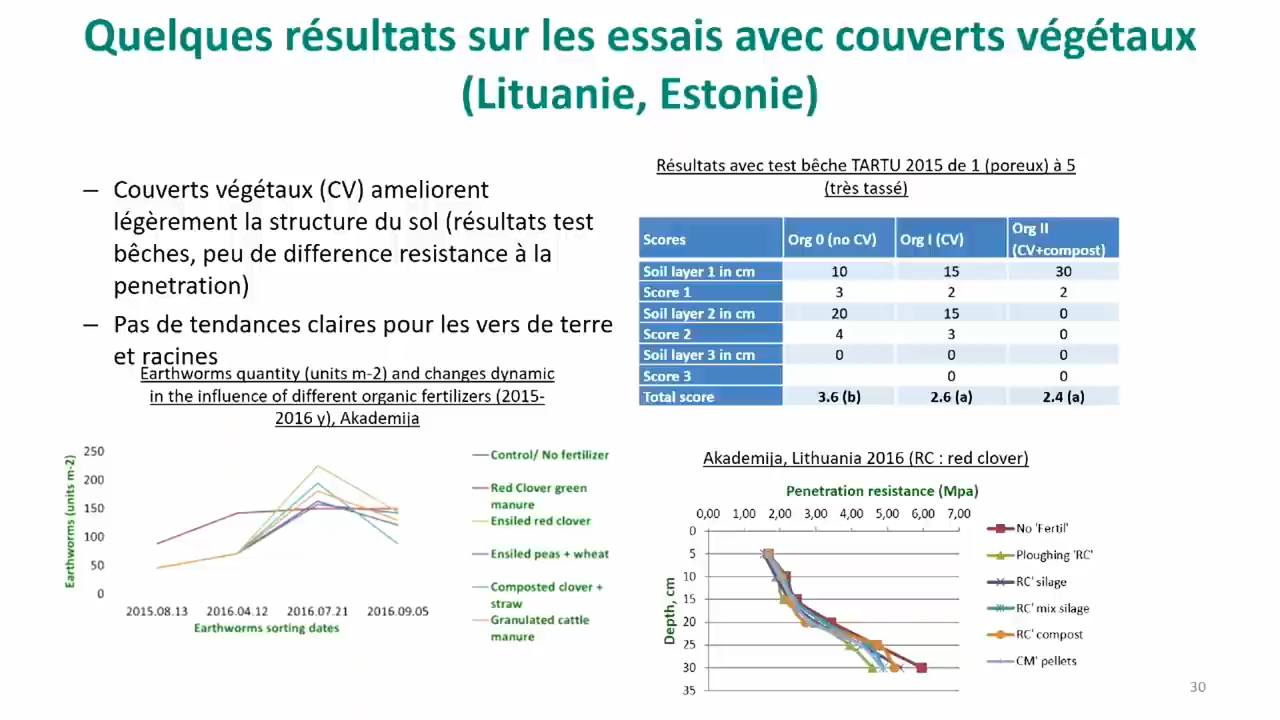 Quelques résultats sur les essais avec couverts végétaux
(Lituanie, Estonie)
– Couverts végétaux (CV) ameliorent
légèrement la structure du sol (résultats test
bêches, peu de difference resistance à la
penetration)
– Pas de tendances claires pour les vers de terre
et racines
Résultats avec test bêche TARTU 2015 de 1 (poreux) à 5
(très tassé)
Scores Org 0 (no CV) Org I (CV) Org II (CV+compost)
Soil layer 1 in cm 10 15 30
Score 1 3 2 2
Soil layer 2 in cm 20 15 0
Score 2 4 3 0
Soil layer 3 in cm 0 0 0
Score 3 0 0
Total score 3.6 (b) 2.6 (a) 2.4 (a)
Earthworms quantity (units m-2) and changes dynamic
in the influence of different organic fertilizers (2015-
2016 y), Akademija
Earthworms (units m-2)
250
200
150
100
50
0
2015.08.13 2016.04.12 2016.07.21 2016.09.05
Earthworms sorting dates
Control/ No fertilizer
Red Clover green
manure
Ensiled red clover
Ensiled peas + wheat
Composted clover +
straw
Granulated cattle
manure
Akademija, Lithuania 2016 (RC : red clover)
Penetration resistance (Mpa)
0,00 1,00 2,00 3,00 4,00 5,00 6,00 7,00
Depth, cm
0
5
10
15
20
25
30
35
No 'Fertil'
Ploughing 'RC'
RC' silage
RC' mix silage
RC' compost
CM' pellets
30